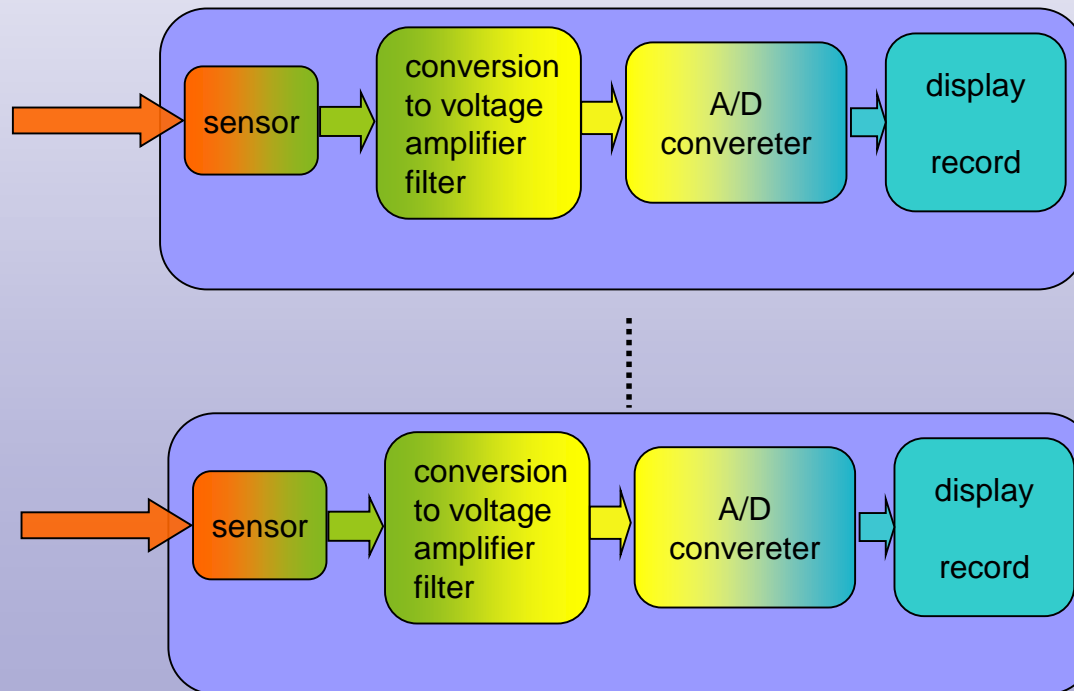 sensor
conversion
to voltage
amplifier
filter
A/D
convereter
display
record
sensor
conversion
to voltage
amplifier
filter
A/D
convereter
display
record